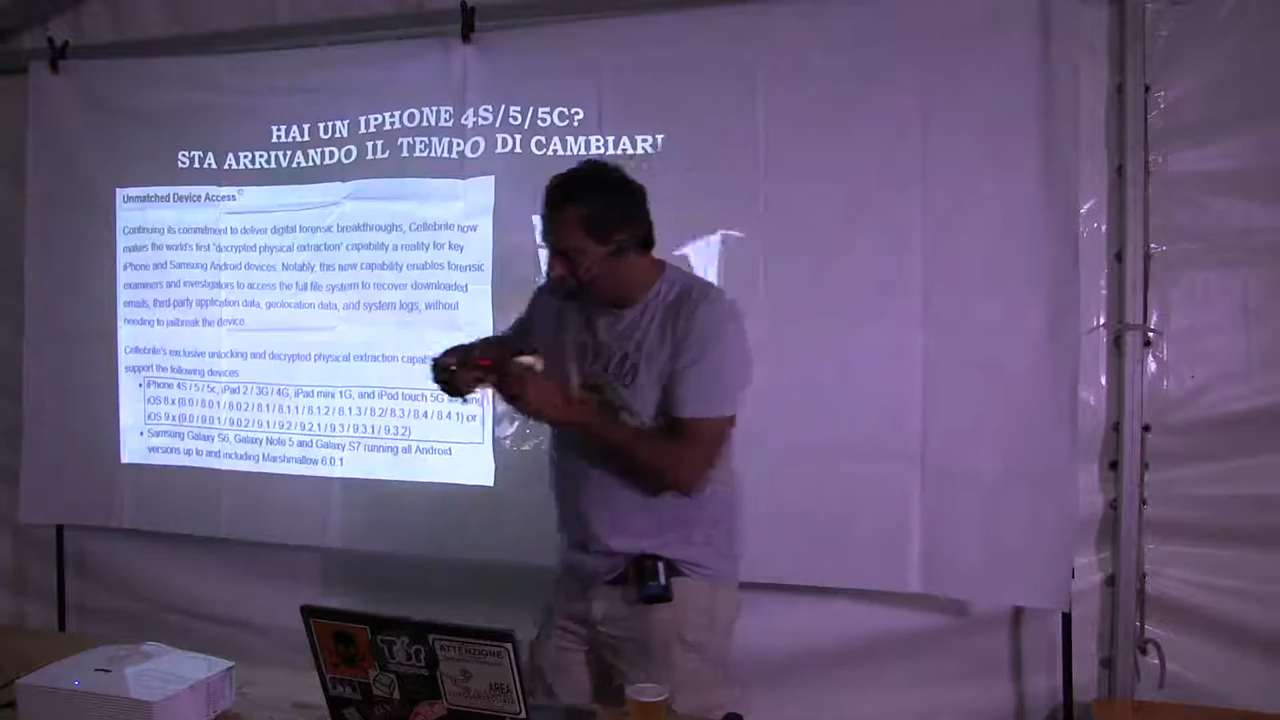 HAI UN IPHONE 4S/5/5C?
STA ARRIVANDO IL TEMPO DI CAMBIAR
Unmatched Device Access©
Continuing its commitment to deliver digital forensic breakthroughs, Cellebrite now
makes the world's first "decrypted physical extraction" capability a reality for key
iPhone and Samsung Android devices. Notably, this new capability enables forensic
examiners and investigators to access the full file system to recover downloaded
emails, third-party application data, geolocation data, and system logs, without
needing to jailbreak the device.
Cellebrite's exclusive unlocking and decrypted physical extraction
support the following devices
• iPhone 4S / 5 / 5c, iPad 2 / 3G / 4G, iPad mini 1G, and iPod touch 5G
iOS 8.x (8.0 / 8.0.1 / 8.0.2 / 8.1 / 8.1.1 / 8.1.2 / 8.1.3 / 8.2/ 8.3 / 8.4 / 8.4.1) or
iOS 9.x (9.0 / 9.0.1 / 9.0.2 / 9.1 / 9.2 / 9.2.1 / 9.3 / 9.3.1 / 9.3.2)
• Samsung Galaxy S6, Galaxy Note 5 and Galaxy S7 running all Android
versions up to and including Marshmallow 6.0.1
Tor
ATTENZIONE
AREA